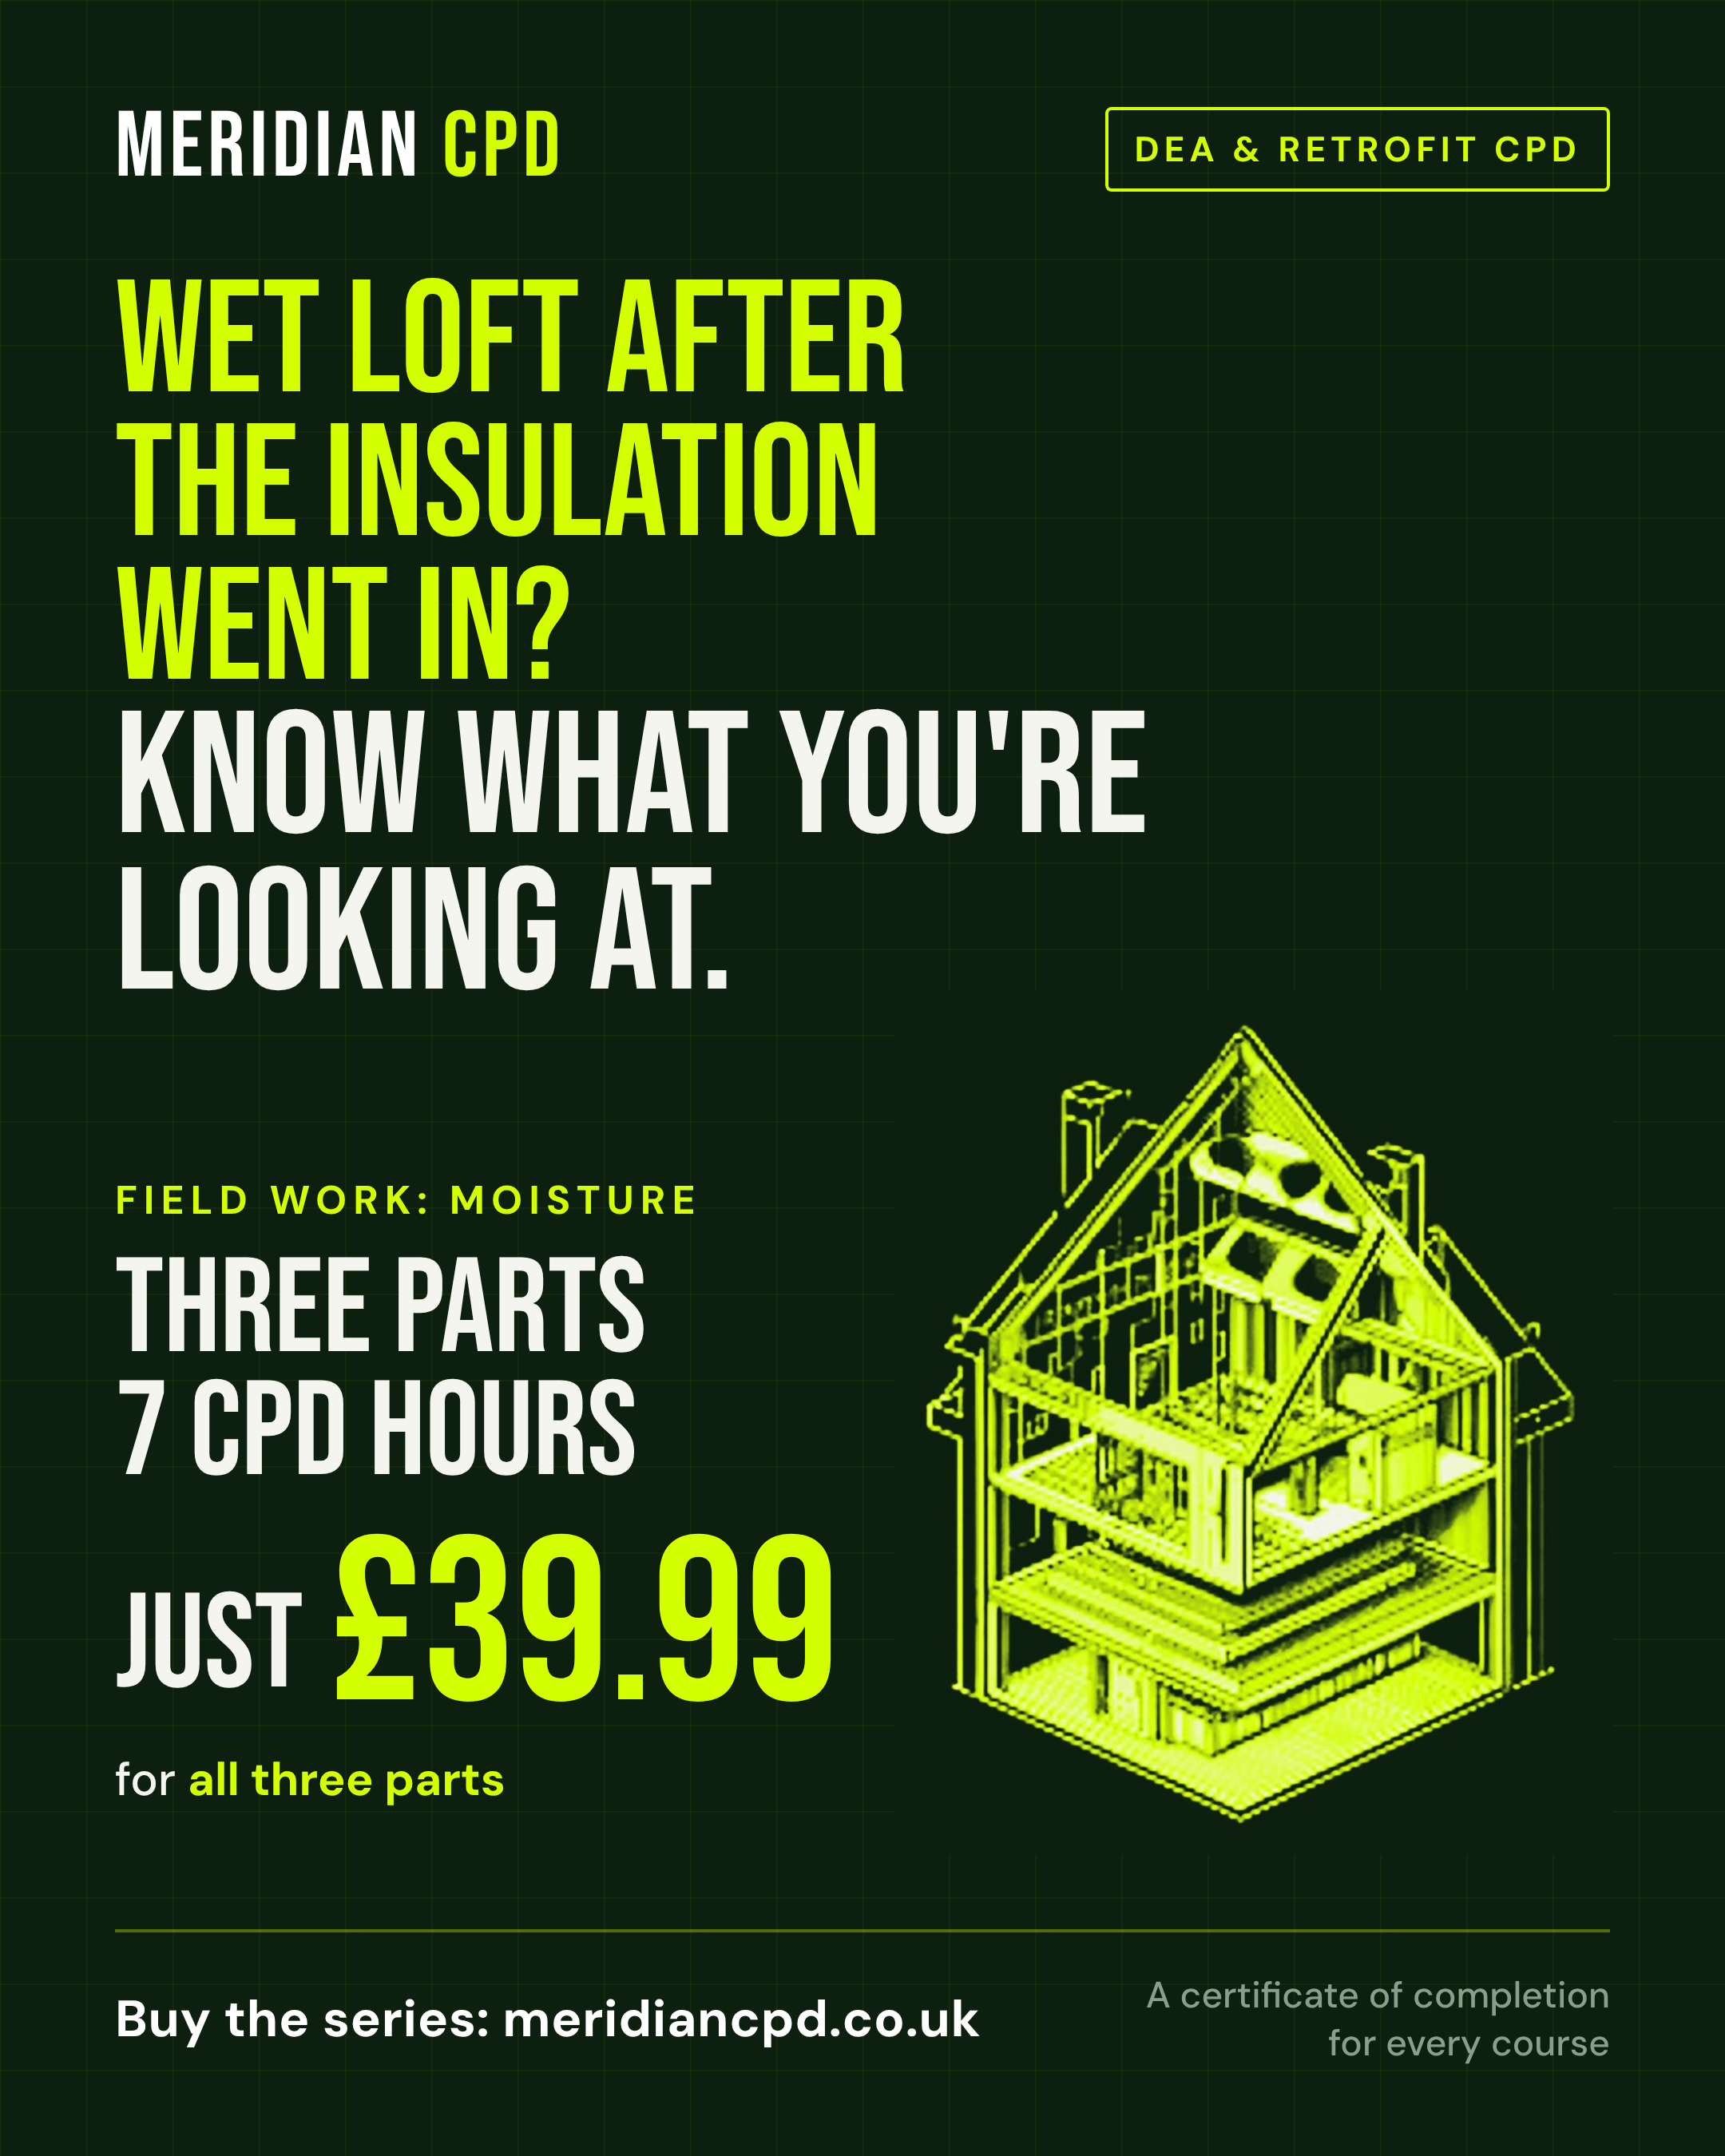 MERIDIAN CPD
DEA & RETROFIT CPD
WET LOFT AFTER
THE INSULATION
WENT IN?
KNOW WHAT YOU'RE
LOOKING AT.
FIELD WORK: MOISTURE
THREE PARTS
7 CPD HOURS
JUST £39.99
for all three parts
Buy the series: meridiancpd.co.uk
A certificate of completion
for every course